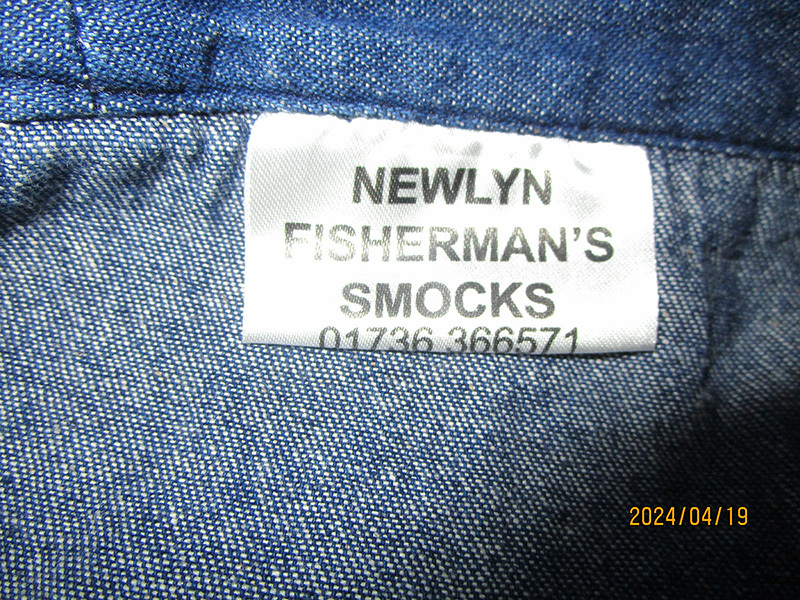 NEWLYN
FISHERMAN'S
SMOCKS
01736 366571
2024/04/19